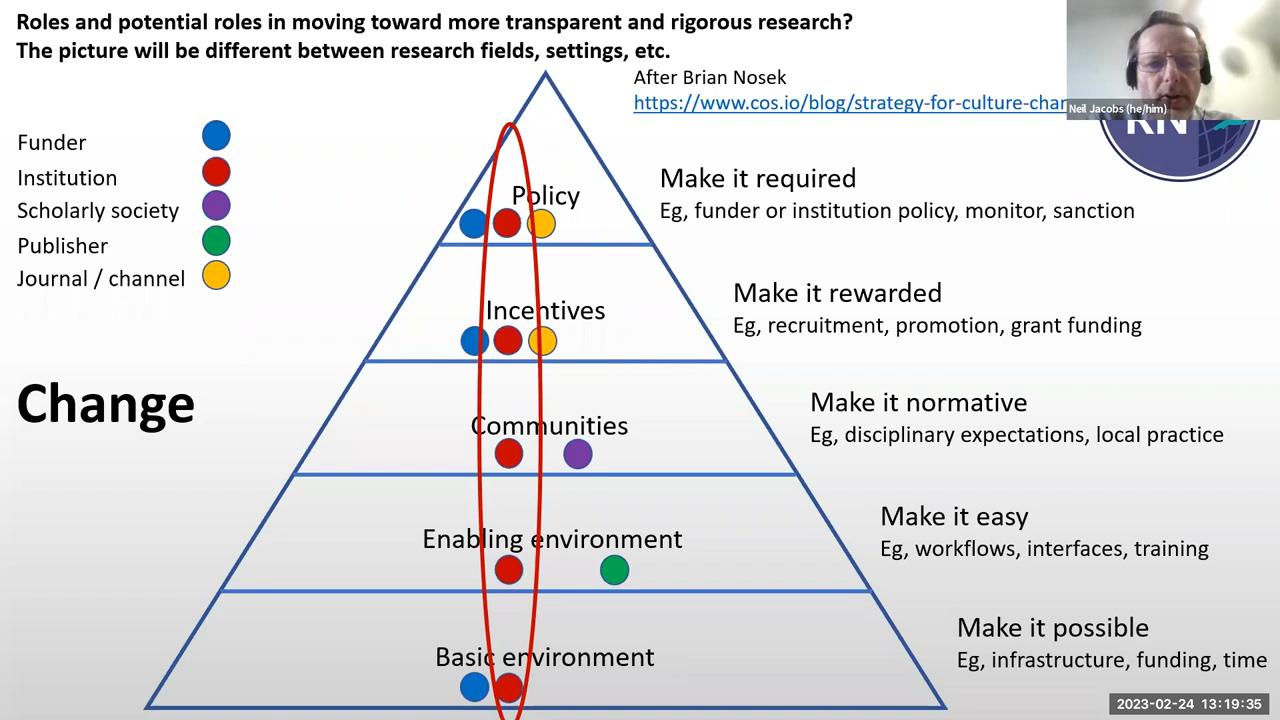 Roles and potential roles in moving toward more transparent and rigorous research?
The picture will be different between research fields, settings, etc.
After Brian Nosek
https://www.cos.io/blog/strategy-for-culture-char
Neil Jacobs (he/him)
RN
Funder
Institution
Scholarly society
Publisher
Journal / channel
Change
Policy
Make it required
Eg, funder or institution policy, monitor, sanction
Incentives
Make it rewarded
Eg, recruitment, promotion, grant funding
Communities
Make it normative
Eg, disciplinary expectations, local practice
Enabling environment
Make it easy
Eg, workflows, interfaces, training
Basic environment
Make it possible
Eg, infrastructure, funding, time
2023-02-24 13:19:35